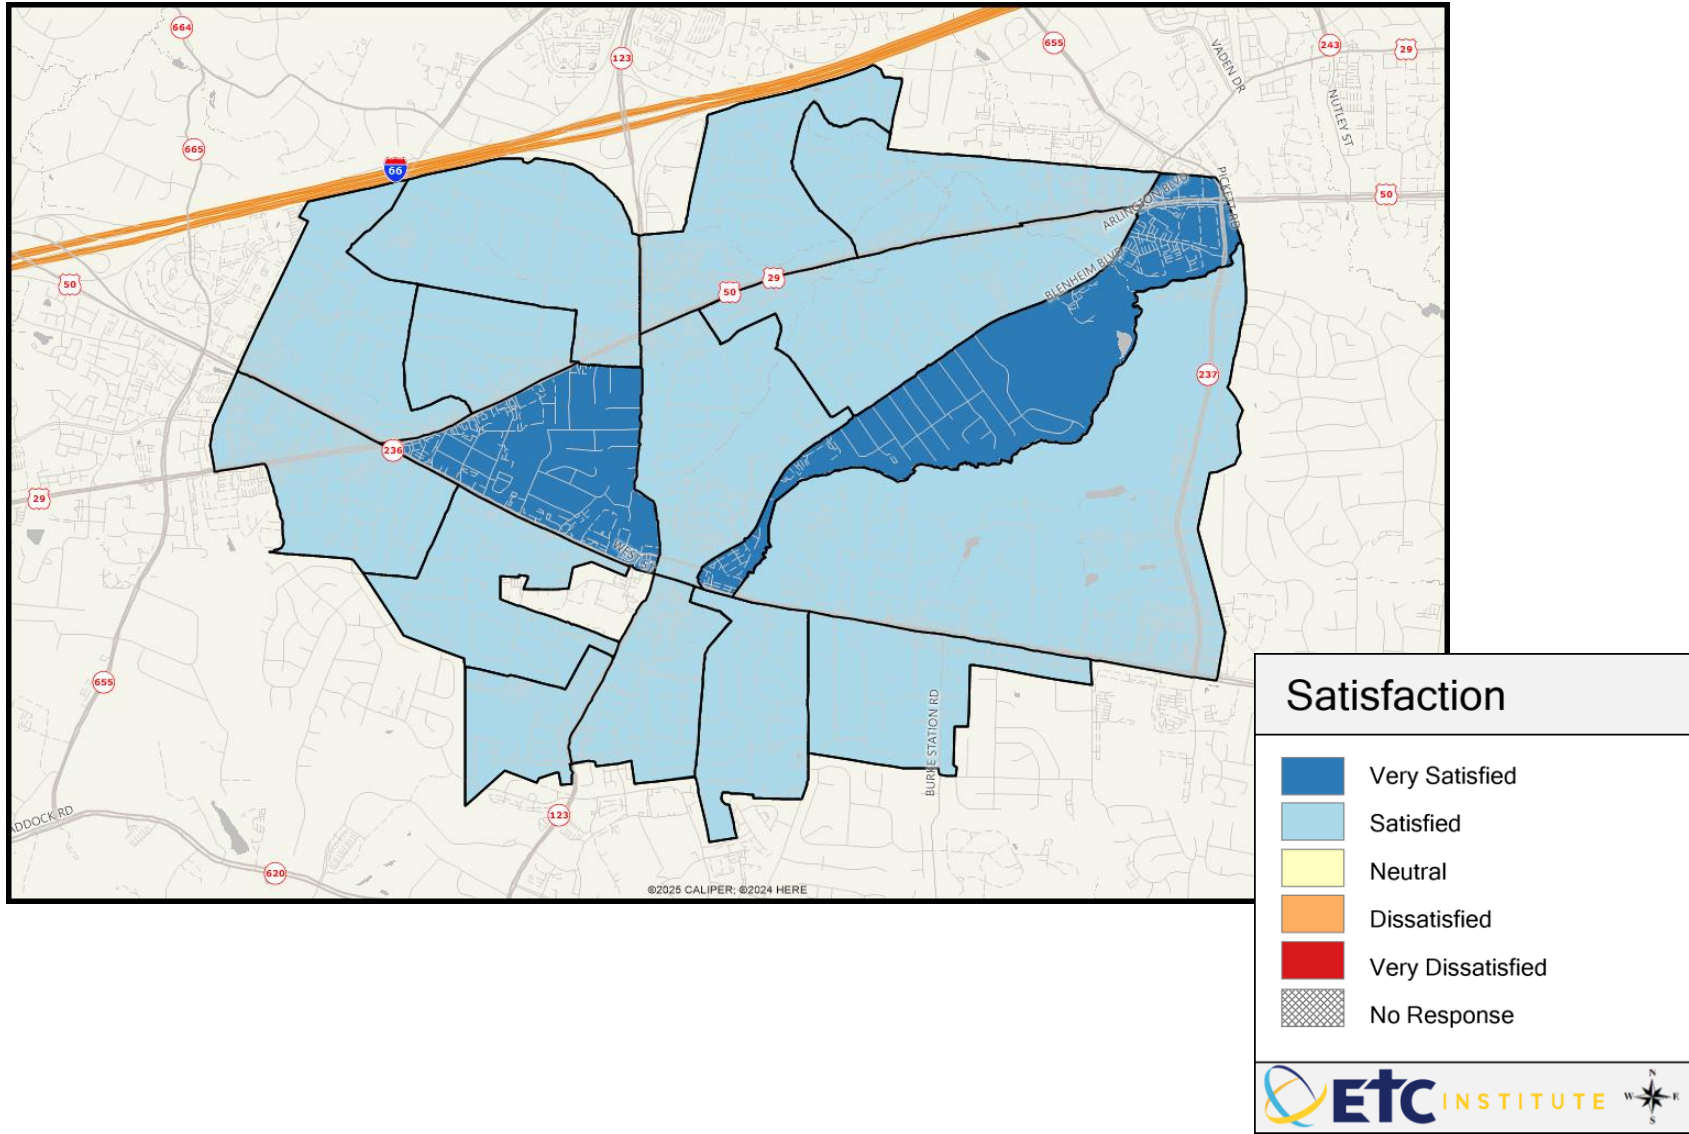 664
123
655
243
29
VADEN DR
NUTLEY ST
665
66
PICKETT RD
50
ARLINGTON BLVD
BLENHEIM BLVD
50
29
50
237
236
29
WEST ST
655
BURKE STATION RD
123
ADDOCK RD
620
©2025 CALIPER; ©2024 HERE
Satisfaction
Very Satisfied
Satisfied
Neutral
Dissatisfied
Very Dissatisfied
No Response
ETC INSTITUTE
N
W E
S